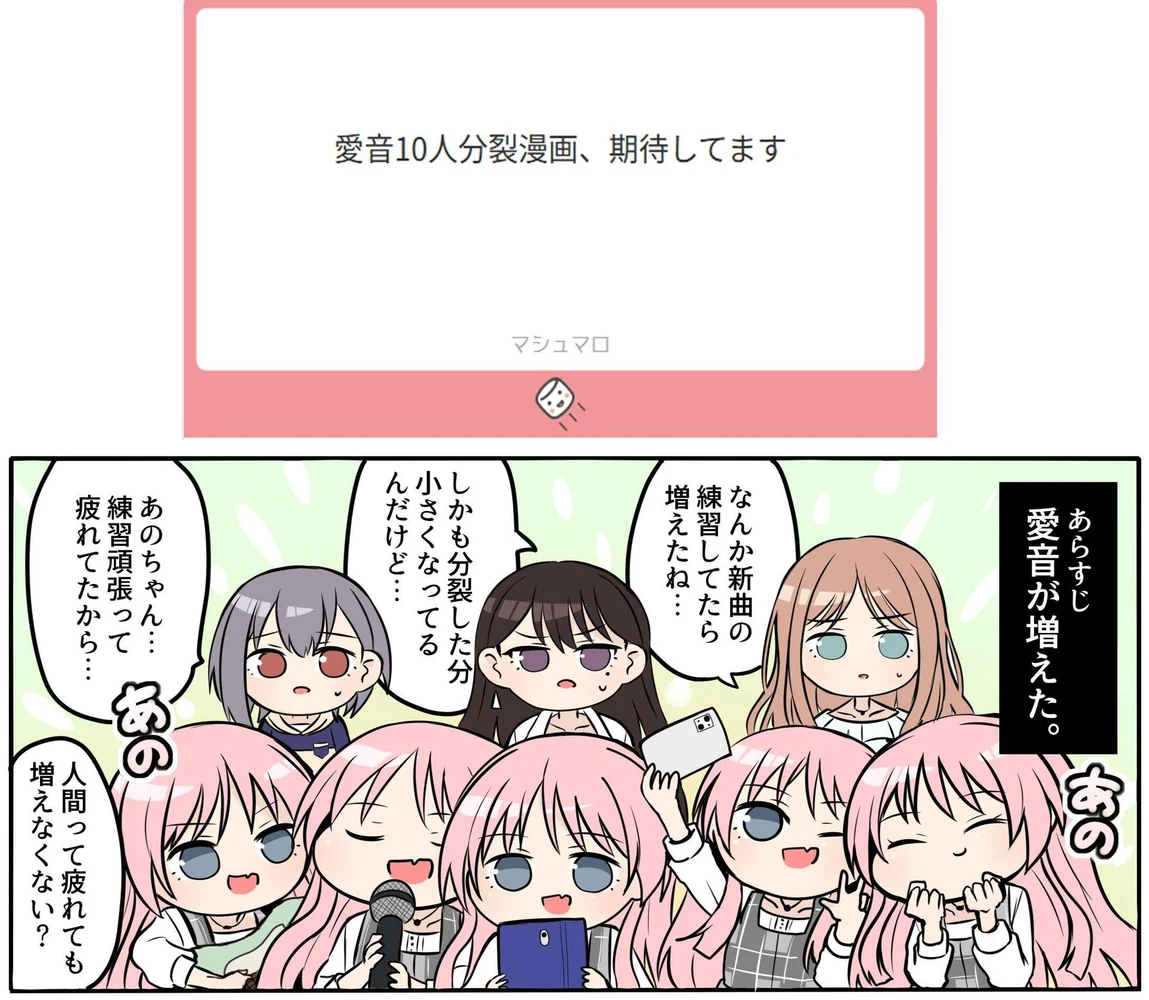 愛音10人分裂漫画、期待してます
マシュマロ
あらすじ
愛音が増えた。
なんか新曲の
練習してたら
増えたね…
しかも分裂した分
小さくなってる
んだけど…
あのちゃん…
練習頑張って
疲れてたから…
人間って疲れても
増えなくない？
あの
あの